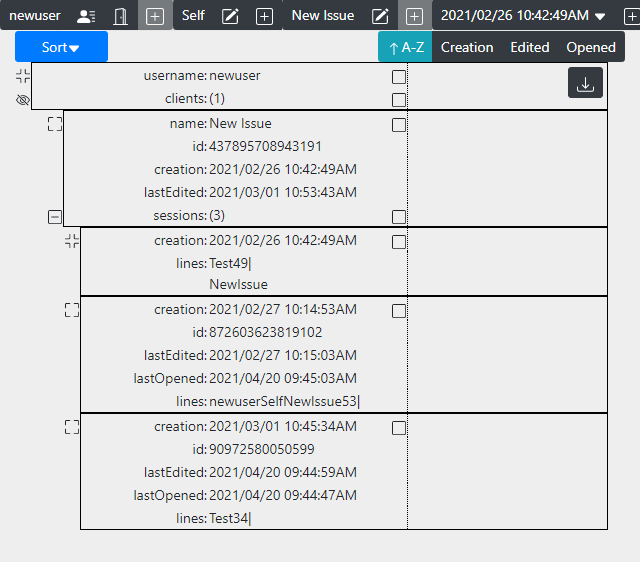 newuser Self New Issue 2021/02/26 10:42:49AM
Sort A-Z Creation Edited Opened
username: newuser
clients: (1)
name: New Issue
id: 437895708943191
creation: 2021/02/26 10:42:49AM
lastEdited: 2021/03/01 10:53:43AM
sessions: (3)
creation: 2021/02/26 10:42:49AM
lines: Test49|
NewIssue
creation: 2021/02/27 10:14:53AM
id: 872603623819102
lastEdited: 2021/02/27 10:15:03AM
lastOpened: 2021/04/20 09:45:03AM
lines: newuserSelfNewIssue53|
creation: 2021/03/01 10:45:34AM
id: 90972580050599
lastEdited: 2021/04/20 09:44:59AM
lastOpened: 2021/04/20 09:44:47AM
lines: Test34|